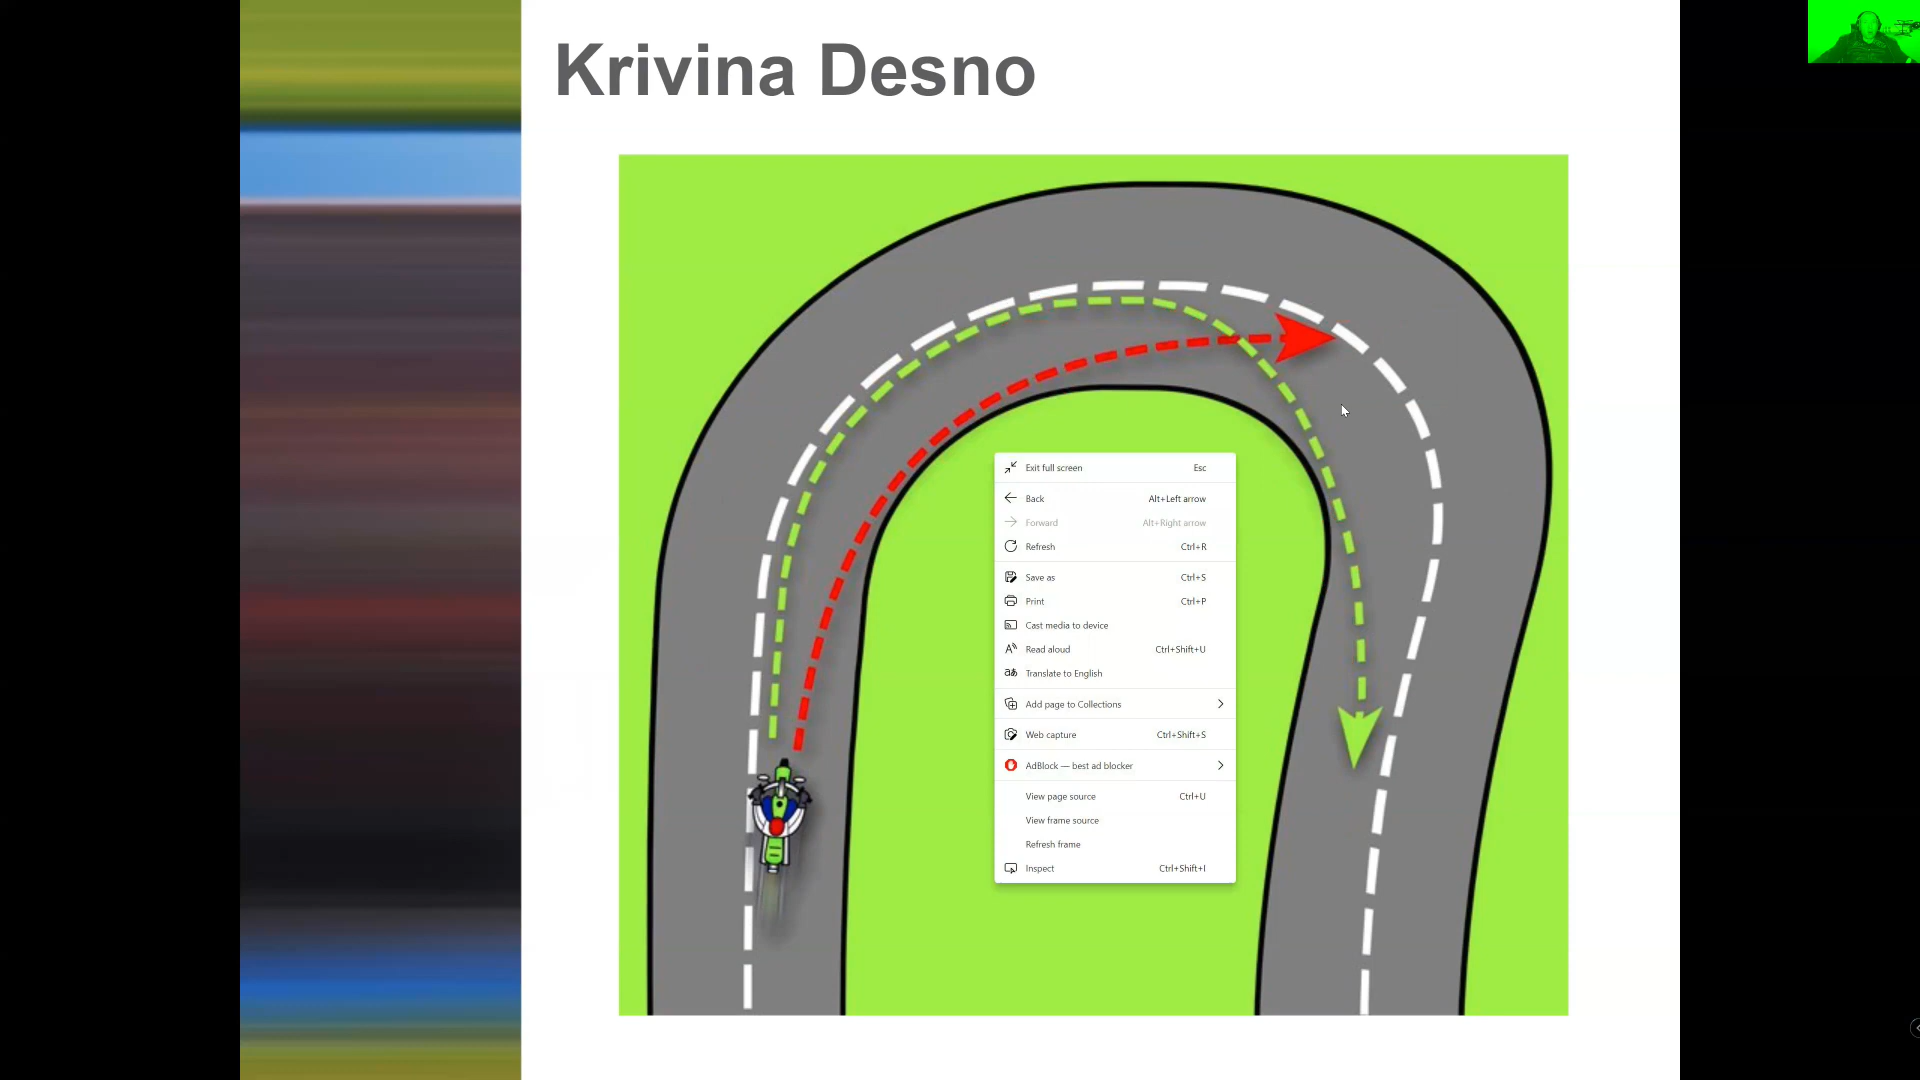 Krivina Desno
Exit full screen Esc
Back Alt+Left arrow
Forward Alt+Right arrow
Refresh Ctrl+R
Save as Ctrl+S
Print Ctrl+P
Cast media to device
Read aloud Ctrl+Shift+U
Translate to English
Add page to Collections
Web capture Ctrl+Shift+S
AdBlock — best ad blocker
View page source Ctrl+U
View frame source
Refresh frame
Inspect Ctrl+Shift+I